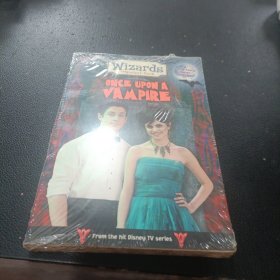 Wizards
ONCE UPON A
VAMPIRE
From the hit Disney TV series